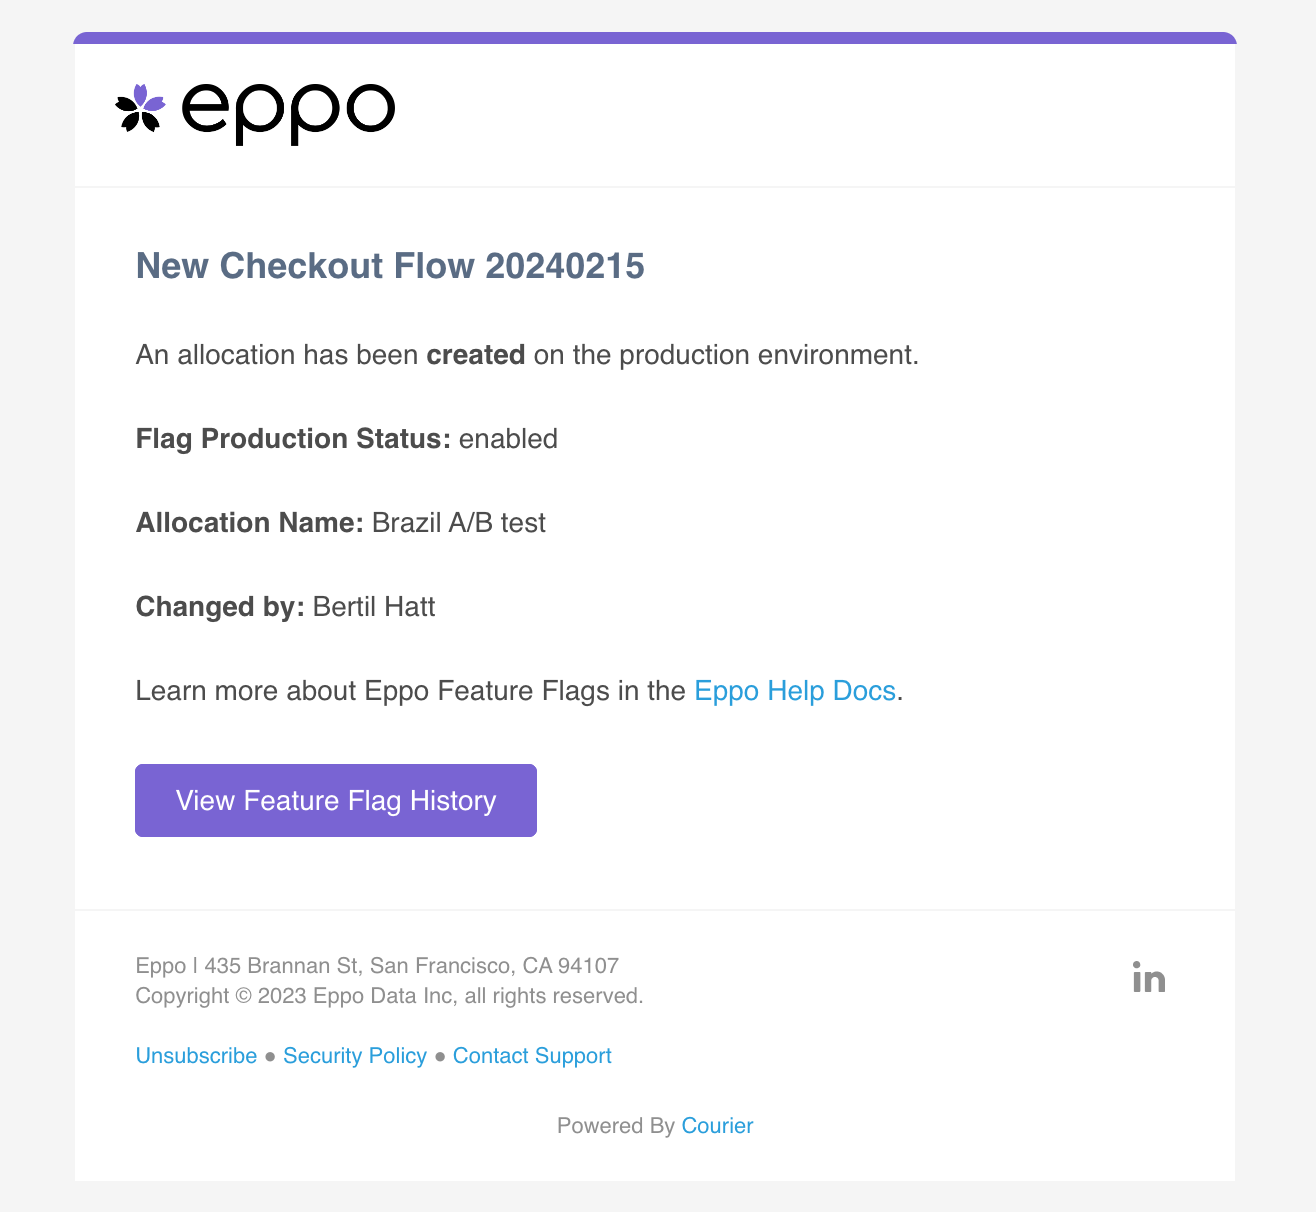 eppo
New Checkout Flow 20240215
An allocation has been created on the production environment.
Flag Production Status: enabled
Allocation Name: Brazil A/B test
Changed by: Bertil Hatt
Learn more about Eppo Feature Flags in the Eppo Help Docs.
View Feature Flag History
Eppo | 435 Brannan St, San Francisco, CA 94107
Copyright © 2023 Eppo Data Inc, all rights reserved.
in
Unsubscribe ● Security Policy ● Contact Support
Powered By Courier